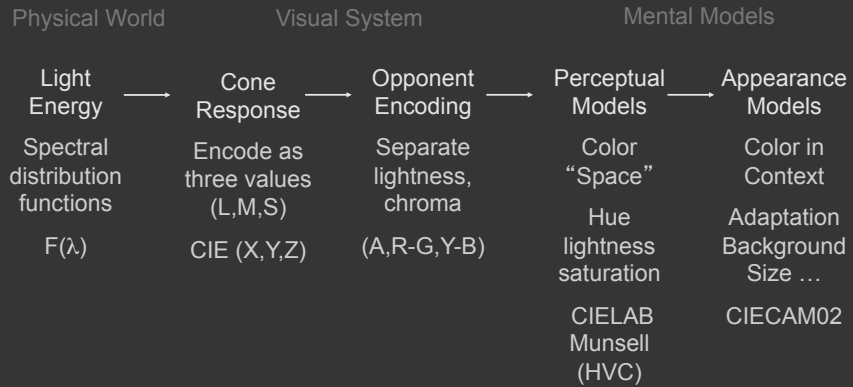 Physical World
Visual System
Mental Models
Light
Energy
Spectral
distribution
functions
F(λ)
Cone
Response
Encode as
three values
(L,M,S)
CIE (X,Y,Z)
Opponent
Encoding
Separate
lightness,
chroma
(A,R-G,Y-B)
Perceptual
Models
Color
“Space”
Hue
lightness
saturation
CIELAB
Munsell
(HVC)
Appearance
Models
Color in
Context
Adaptation
Background
Size …
CIECAM02